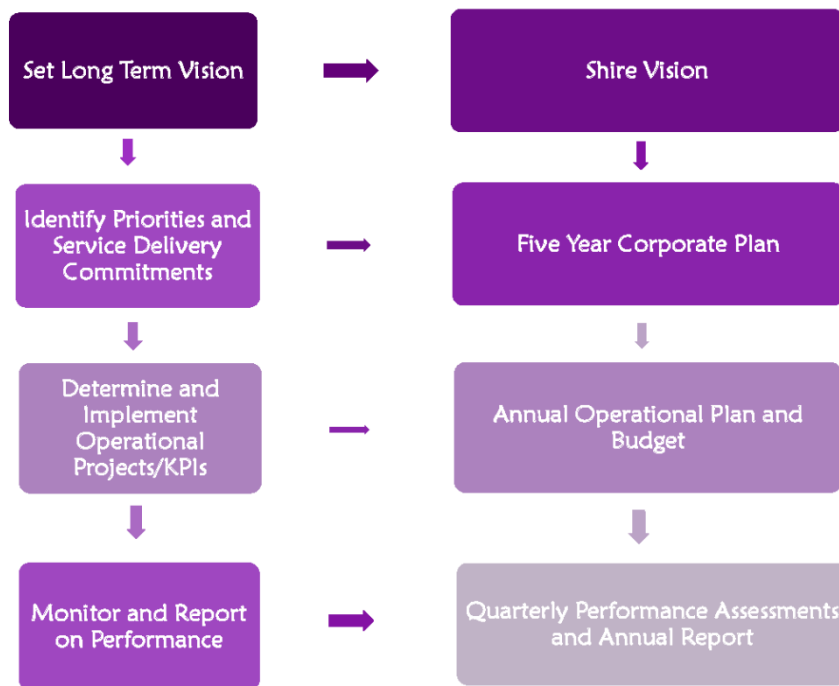 Set Long Term Vision
Shire Vision
Identify Priorities and
Service Delivery
Commitments
Five Year Corporate Plan
Determine and
Implement
Operational
Projects/KPIs
Annual Operational Plan and
Budget
Monitor and Report
on Performance
Quarterly Performance Assessments
and Annual Report